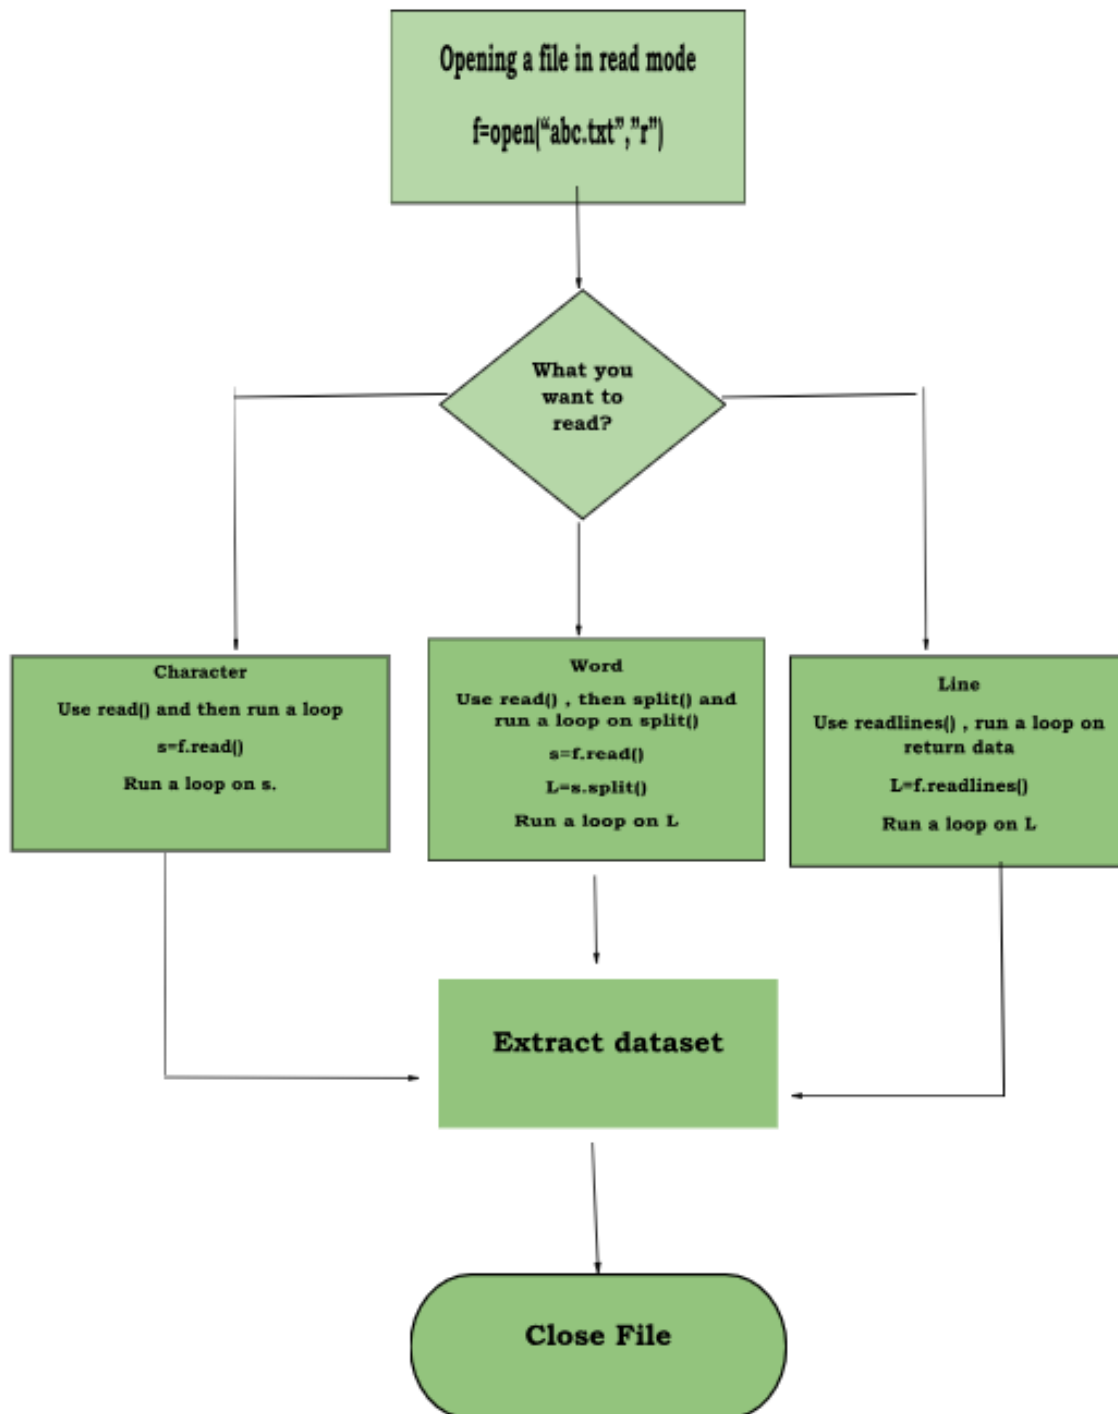 Opening a file in read mode
f=open(“abc.txt”,”r”)
What you
want to
read?
Character
Use read() and then run a loop
s=f.read()
Run a loop on s.
Word
Use read() , then split() and
run a loop on split()
s=f.read()
L=s.split()
Run a loop on L
Line
Use readlines() , run a loop on
return data
L=f.readlines()
Run a loop on L
Extract dataset
Close File